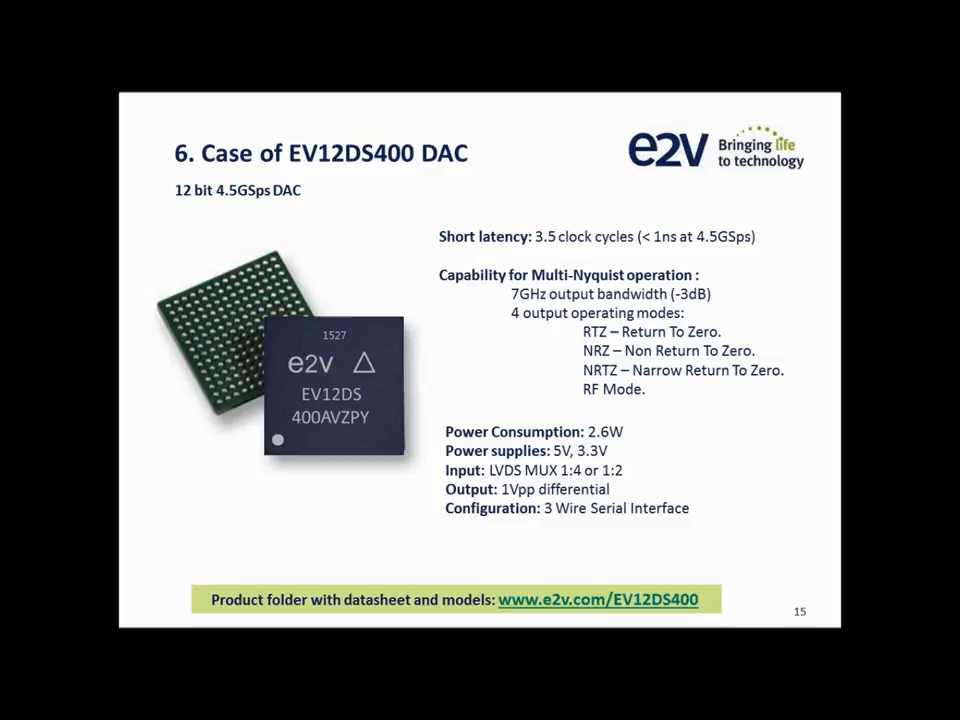 6. Case of EV12DS400 DAC
12 bit 4.5GSps DAC
e2v Bringing life
to technology
Short latency: 3.5 clock cycles (< 1ns at 4.5GSps)
Capability for Multi-Nyquist operation :
7GHz output bandwidth (-3dB)
4 output operating modes:
RTZ – Return To Zero.
NRZ – Non Return To Zero.
NRTZ – Narrow Return To Zero.
RF Mode.
1527
e2v
EV12DS
400AVZPY
Power Consumption: 2.6W
Power supplies: 5V, 3.3V
Input: LVDS MUX 1:4 or 1:2
Output: 1Vpp differential
Configuration: 3 Wire Serial Interface
Product folder with datasheet and models: www.e2v.com/EV12DS400
15